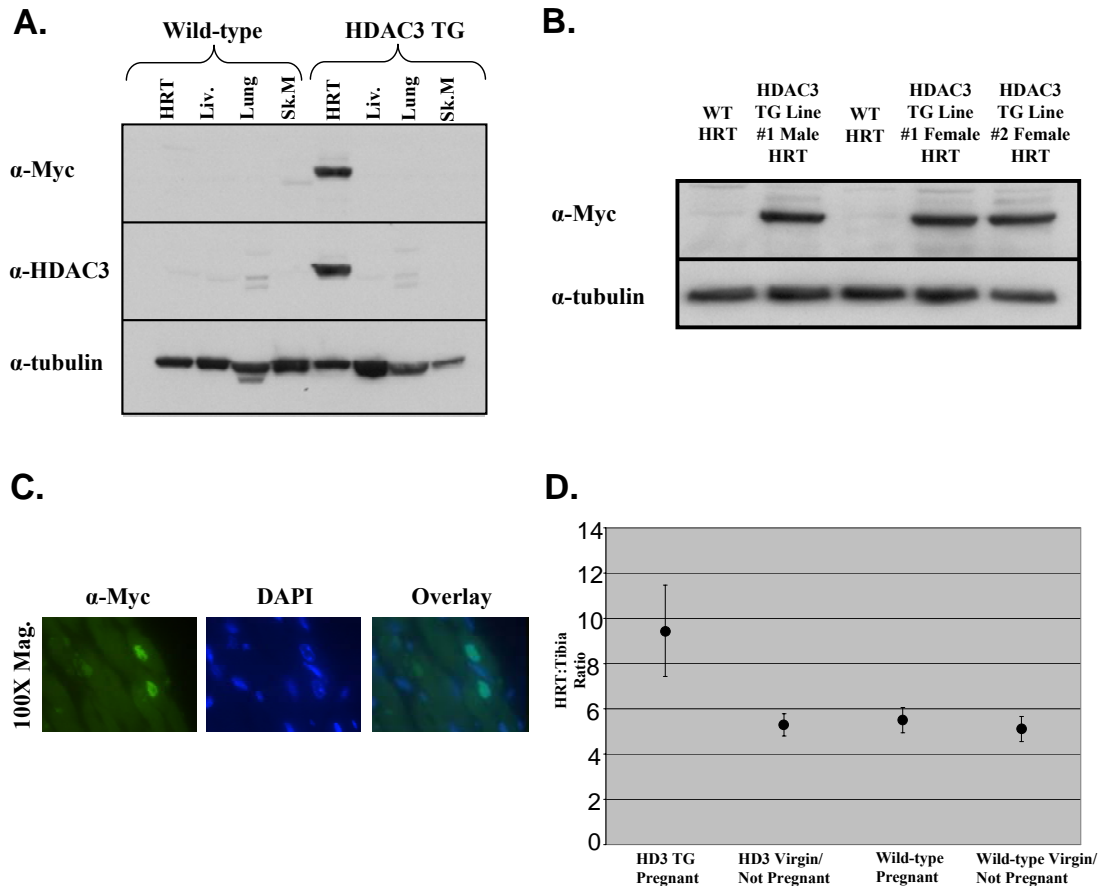 A.
Wild-type HDAC3 TG
HRT Liv. Lung Sk.M HRT Liv. Lung Sk.M
α-Myc
α-HDAC3
α-tubulin
B.
WT HRT
HDAC3 TG Line #1 Male HRT
WT HRT
HDAC3 TG Line #1 Female HRT
HDAC3 TG Line #2 Female HRT
α-Myc
α-tubulin
C.
α-Myc DAPI Overlay
100X Mag.
D.
14
12
10
8
6
4
2
0
HRT:Tibia
Ratio
HD3 TG
Pregnant
HD3 Virgin/
Not Pregnant
Wild-type
Pregnant
Wild-type Virgin/
Not Pregnant